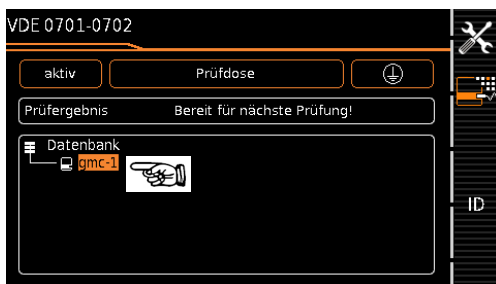 VDE 0701-0702
aktiv
Prüfdose
Prüfergebnis Bereit für nächste Prüfung!
Datenbank
gmc-1
ID